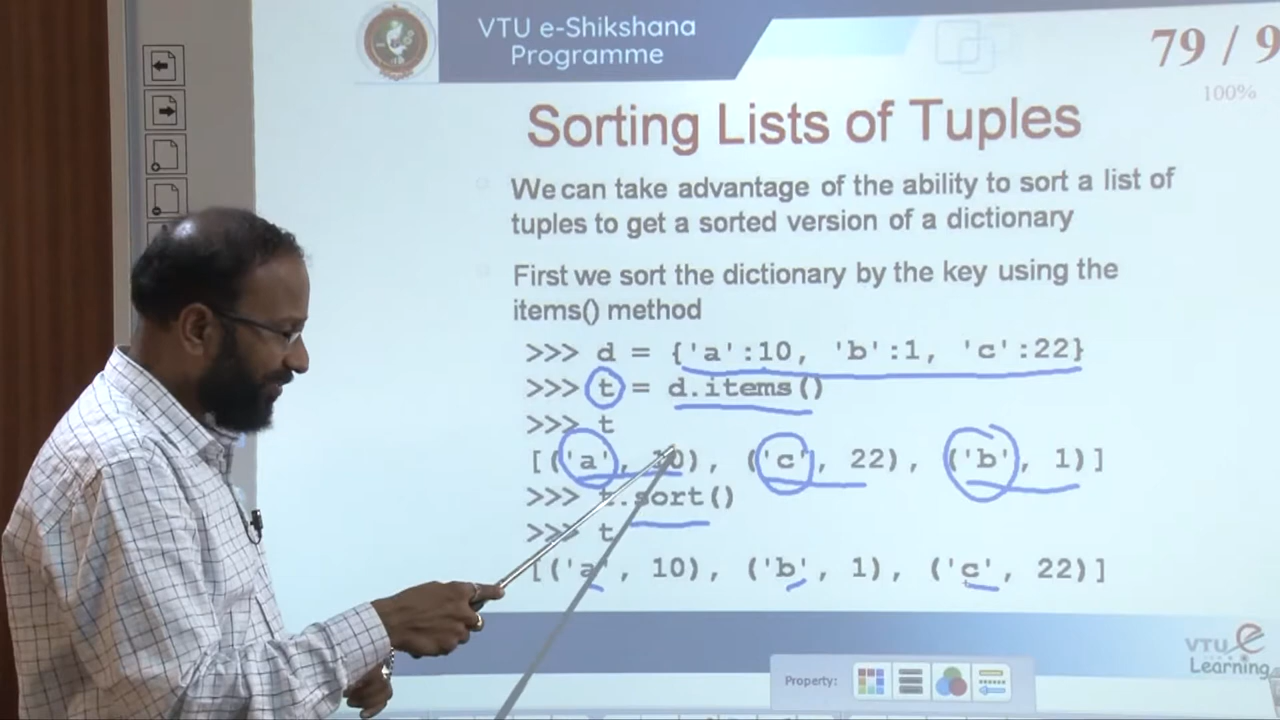 VTU e-Shikshana
Programme
79 / 9
100%
Sorting Lists of Tuples
We can take advantage of the ability to sort a list of
tuples to get a sorted version of a dictionary
First we sort the dictionary by the key using the
items() method
>>> d = {'a':10, 'b':1, 'c':22}
>>> t = d.items()
>>> t
[('a', 10), ('c', 22), ('b', 1)]
>>> t.sort()
>>> t
[('a', 10), ('b', 1), ('c', 22)]
VTU e
Learning
Property: